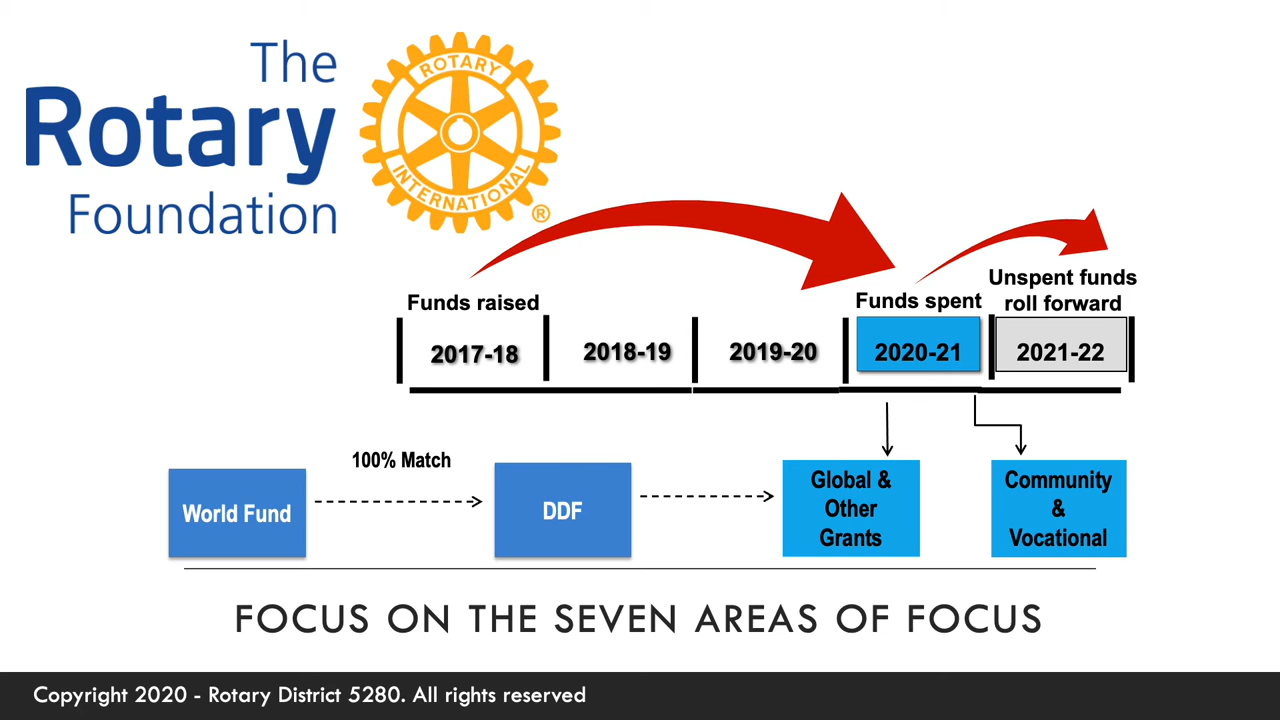 The
Rotary
Foundation
ROTARY
INTERNATIONAL
®
Funds raised
Funds spent
Unspent funds
roll forward
2017-18
2018-19
2019-20
2020-21
2021-22
100% Match
World Fund
DDF
Global &
Other
Grants
Community
&
Vocational
FOCUS ON THE SEVEN AREAS OF FOCUS
Copyright 2020 - Rotary District 5280. All rights reserved